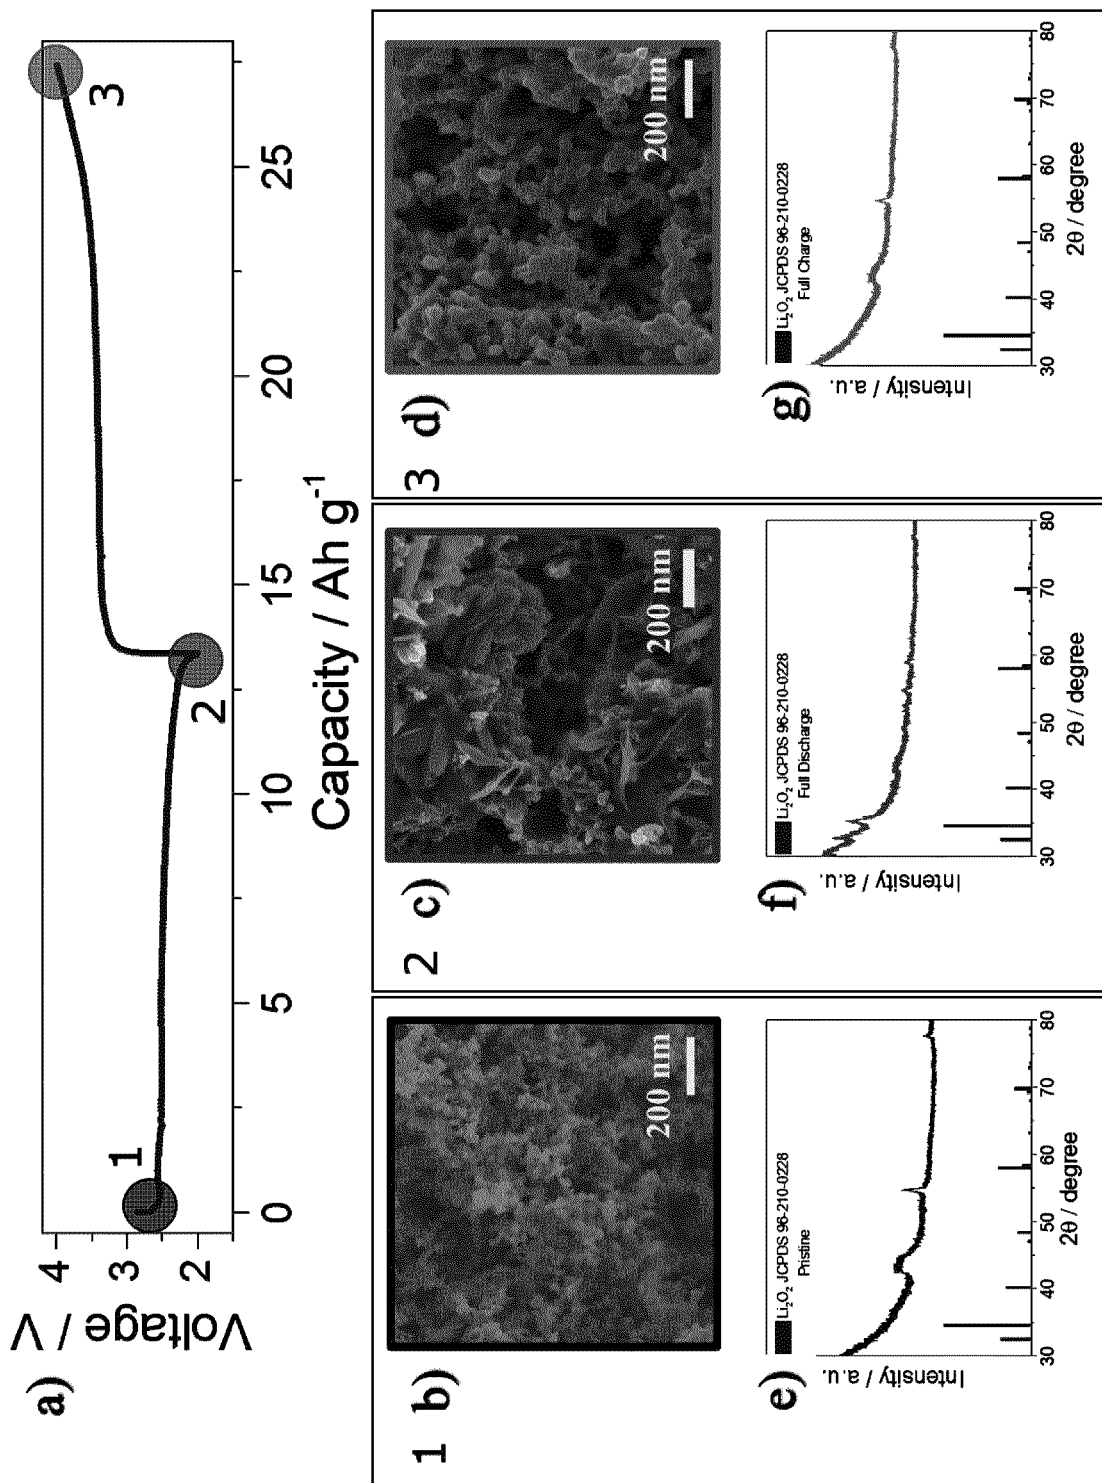 a)
Voltage / V
4
3
2
1
2
3
0 5 10 15 20 25
Capacity / Ah g⁻¹
1 b)
200 nm
2 c)
200 nm
3 d)
200 nm
e)
Intensity / a.u.
Li₂O₂ JCPDS 96-210-0228
Pristine
30 40 50 60 70 80
2θ / degree
f)
Intensity / a.u.
Li₂O₂ JCPDS 96-210-0228
Full Discharge
30 40 50 60 70 80
2θ / degree
g)
Intensity / a.u.
Li₂O₂ JCPDS 96-210-0228
Full Charge
30 40 50 60 70 80
2θ / degree